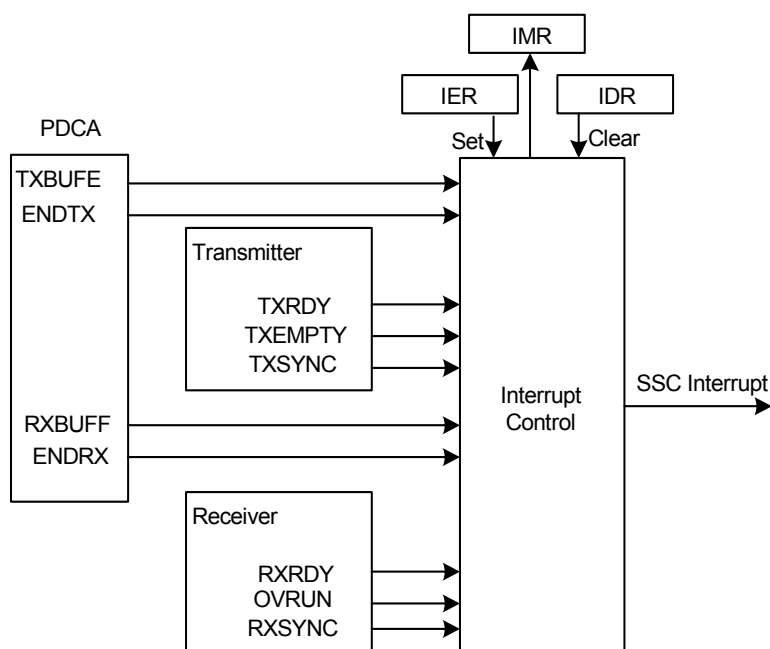 IMR
IER
IDR
PDCA
Set
Clear
TXBUFE
ENDTX
Transmitter
TXRDY
TXEMPTY
TXSYNC
SSC Interrupt
Interrupt
Control
RXBUFF
ENDRX
Receiver
RXRDY
OVRUN
RXSYNC